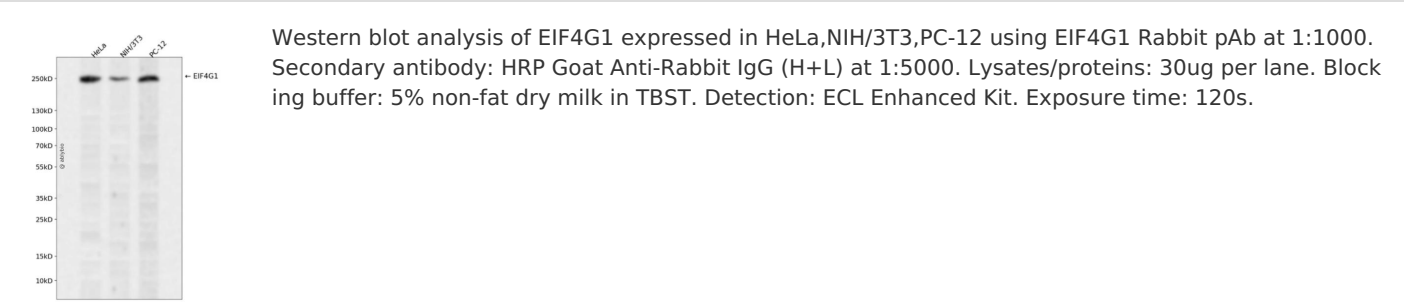 HeLa
NIH/3T3
PC-12
250kD
← EIF4G1
130kD
100kD
70kD
55kD
35kD
25kD
15kD
10kD
Western blot analysis of EIF4G1 expressed in HeLa,NIH/3T3,PC-12 using EIF4G1 Rabbit pAb at 1:1000.
Secondary antibody: HRP Goat Anti-Rabbit IgG (H+L) at 1:5000. Lysates/proteins: 30ug per lane. Block
ing buffer: 5% non-fat dry milk in TBST. Detection: ECL Enhanced Kit. Exposure time: 120s.